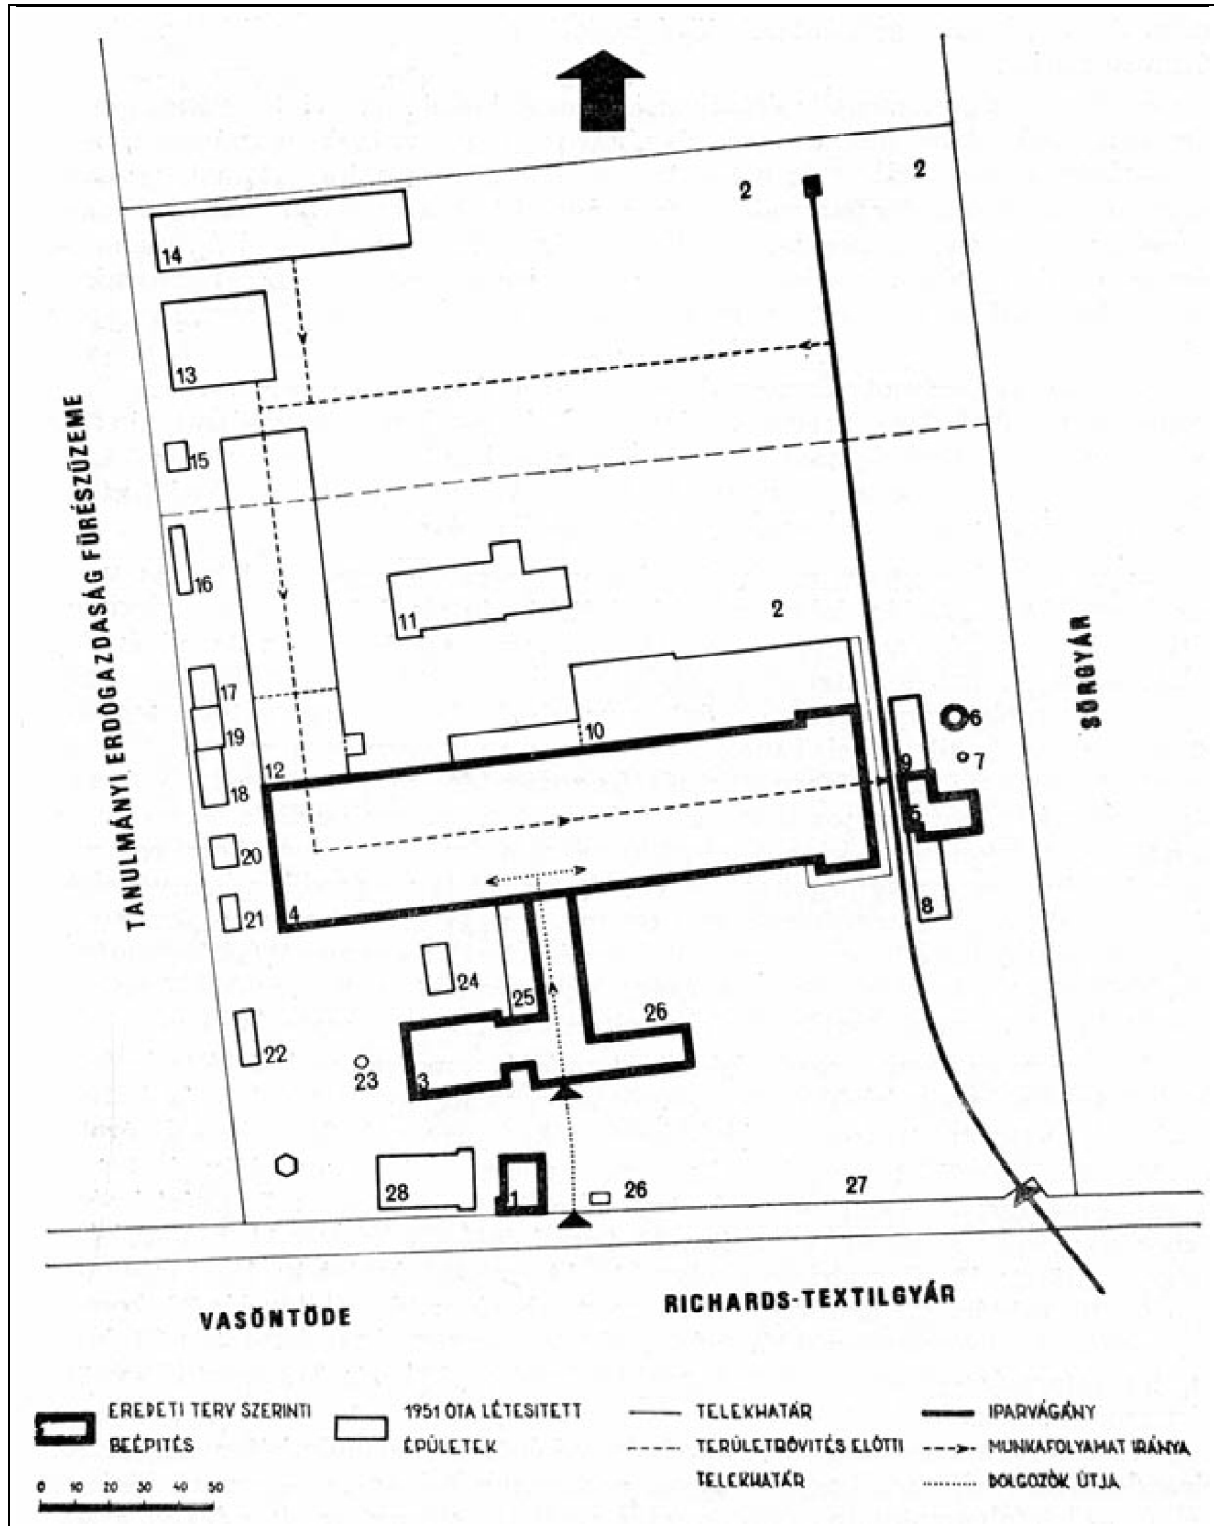 2
2
14
13
15
16
11
2
17
19
10
6
7
9
12
18
5
20
21
4
8
24
25
26
22
23
3
28
1
26
27
TANULMÁNYI ERDŐGAZDASÁG FŰRÉSZÜZEME
SÖRGYÁR
VASÖNTÖDE
RICHARDS-TEXTILGYÁR
EREDETI TERV SZERINTI
BEÉPITÉS
1951 ÓTA LÉTESITETT
ÉPÜLETEK
TELEKHATÁR
TERÜLETBŐVITÉS ELŐTTI
TELEKHATÁR
IPARVÁGÁNY
MUNKAFOLYAMAT IRÁNYA
DOLGOZÓK ÚTJA
0 10 20 30 40 50